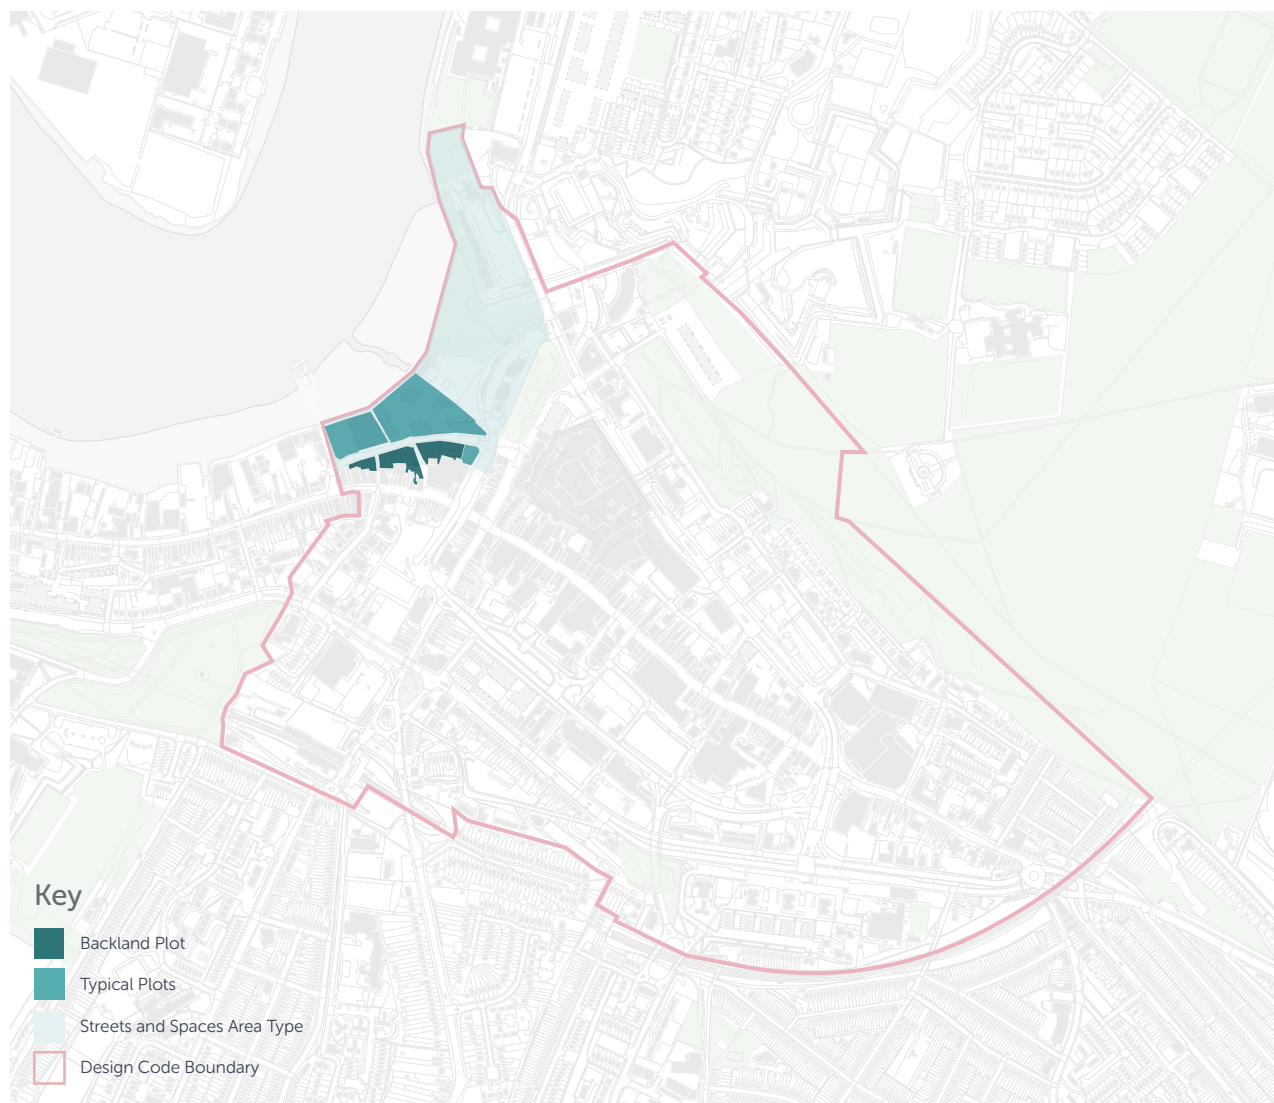 Key
Backland Plot
Typical Plots
Streets and Spaces Area Type
Design Code Boundary